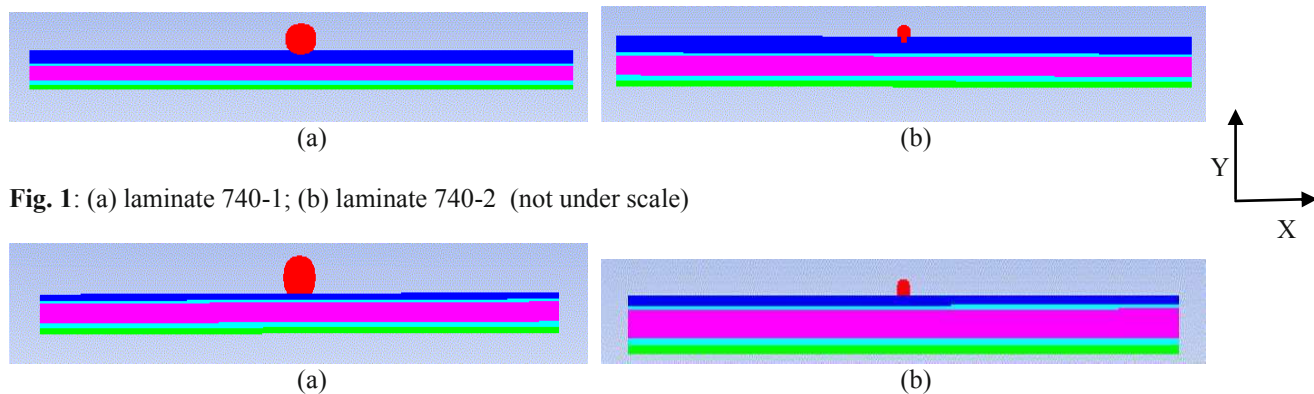 (a)
(b)
Y
Fig. 1: (a) laminate 740-1; (b) laminate 740-2 (not under scale)
X
(a)
(b)